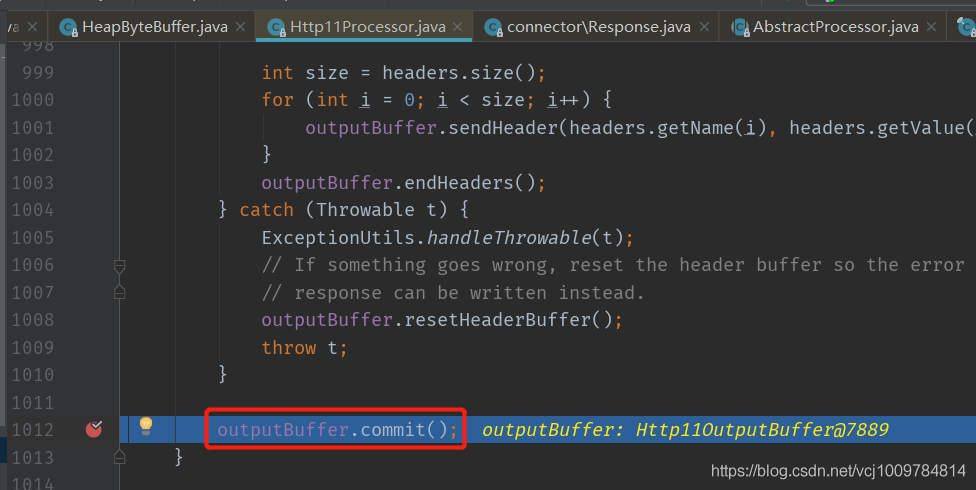 va HeapByteBuffer.java Http11Processor.java connector\Response.java AbstractProcessor.java
998
999 int size = headers.size();
1000 for (int i = 0; i < size; i++) {
1001 outputBuffer.sendHeader(headers.getName(i), headers.getValue(
1002 }
1003 outputBuffer.endHeaders();
1004 } catch (Throwable t) {
1005 ExceptionUtils.handleThrowable(t);
1006 // If something goes wrong, reset the header buffer so the error
1007 // response can be written instead.
1008 outputBuffer.resetHeaderBuffer();
1009 throw t;
1010 }
1011
1012 outputBuffer.commit(); outputBuffer: Http11OutputBuffer@7889
1013 }
1014
https://blog.csdn.net/vcj1009784814